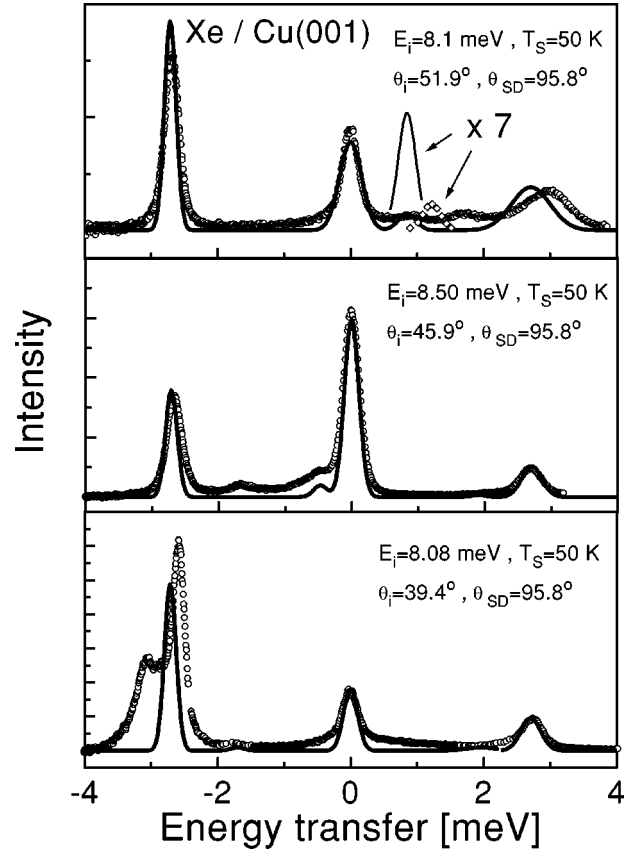 Xe / Cu(001)
E_i=8.1 meV , T_S=50 K
θ_i=51.9° , θ_SD=95.8°
x 7
E_i=8.50 meV , T_S=50 K
θ_i=45.9° , θ_SD=95.8°
Intensity
E_i=8.08 meV , T_S=50 K
θ_i=39.4° , θ_SD=95.8°
-4 -2 0 2 4
Energy transfer [meV]